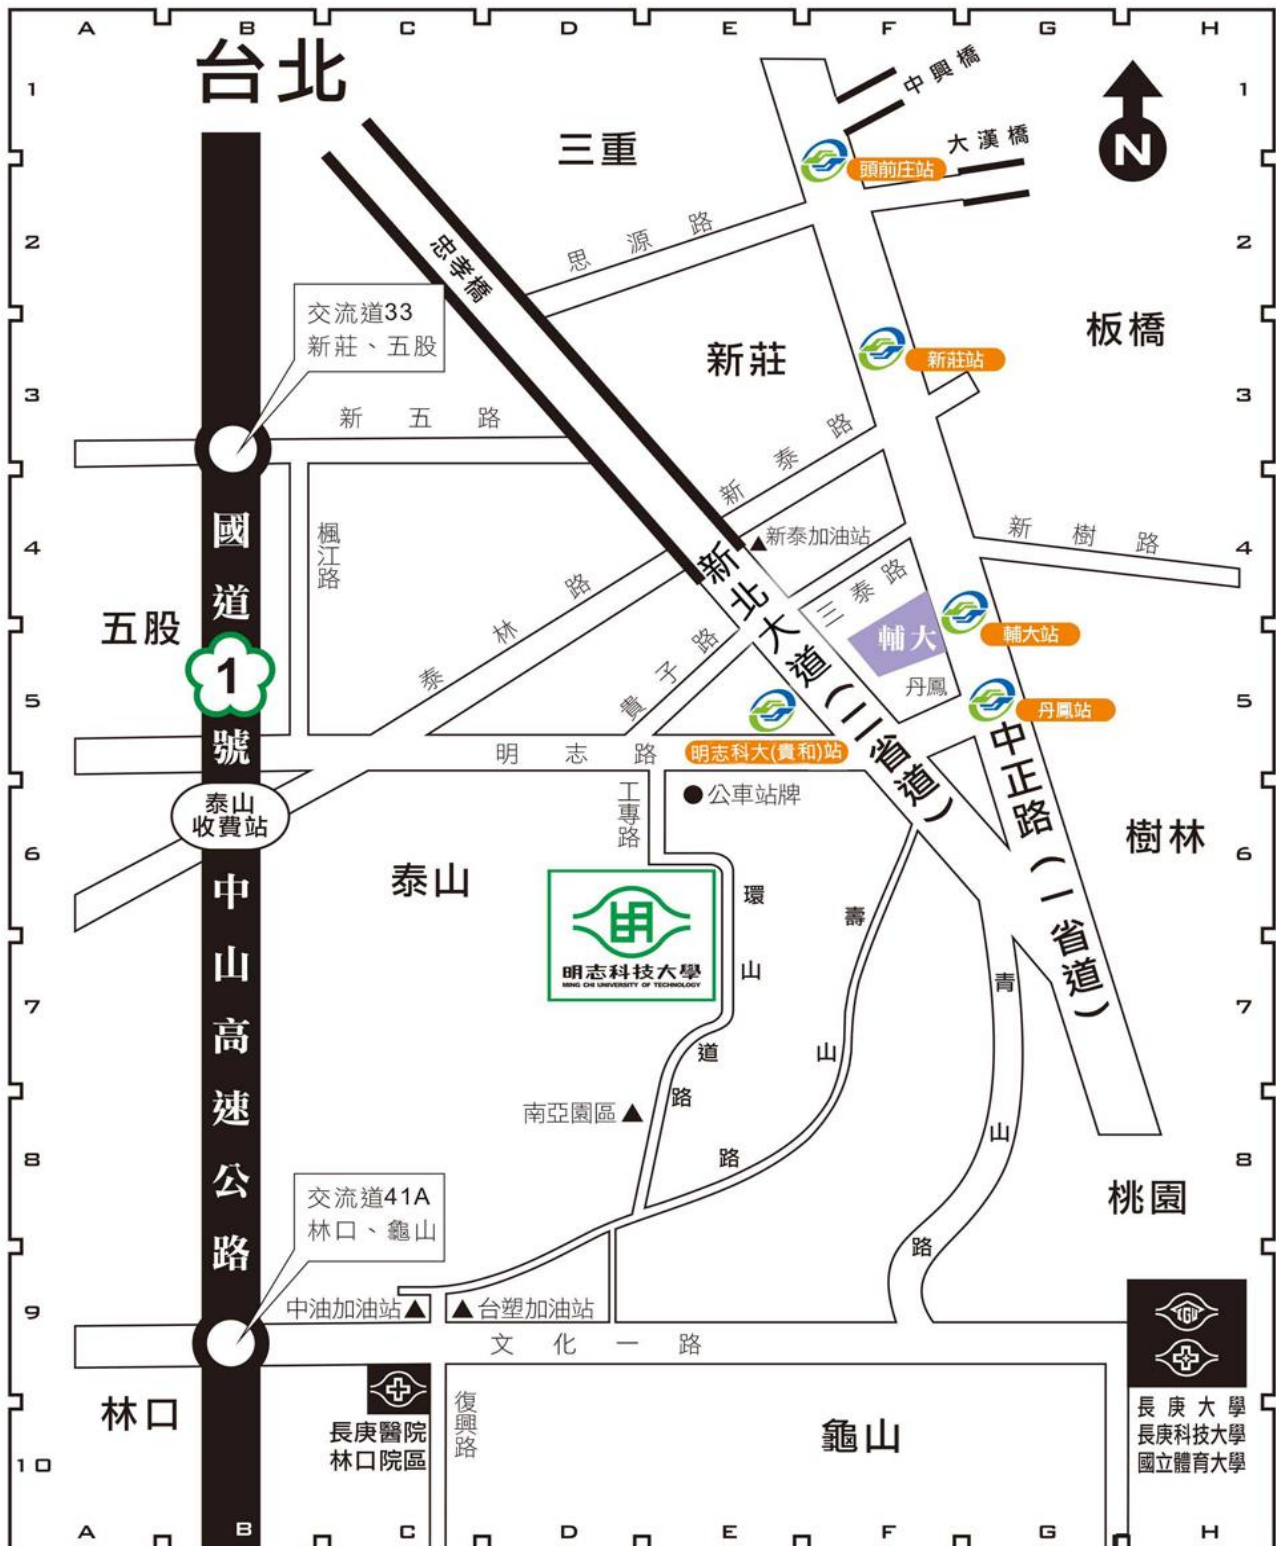 A B C D E F G H
台北
1
1
中興橋
N
三重
大漢橋
頭前庄站
2
2
思源路
忠孝橋
交流道33
新莊、五股
板橋
新莊
新莊站
3
3
新五路
新泰路
國道
1
號
中山高速公路
4
4
楓江路
新泰加油站
新樹路
泰林路
三泰路
新北大道(二省道)
五股
輔大
輔大站
貴子路
5
5
丹鳳
丹鳳站
明志路
明志科大(貴和)站
中正路(一省道)
泰山
收費站
工專路
公車站牌
樹林
6
6
泰山
環山道路
壽山路
明志科技大學
MING CHI UNIVERSITY OF TECHNOLOGY
青山路
7
7
南亞園區
8
8
交流道41A
林口、龜山
桃園
9
中油加油站
台塑加油站
文化一路
CGU
林口
長庚醫院
林口院區
復興路
龜山
長庚大學
長庚科技大學
國立體育大學
10
A B C D E F G H